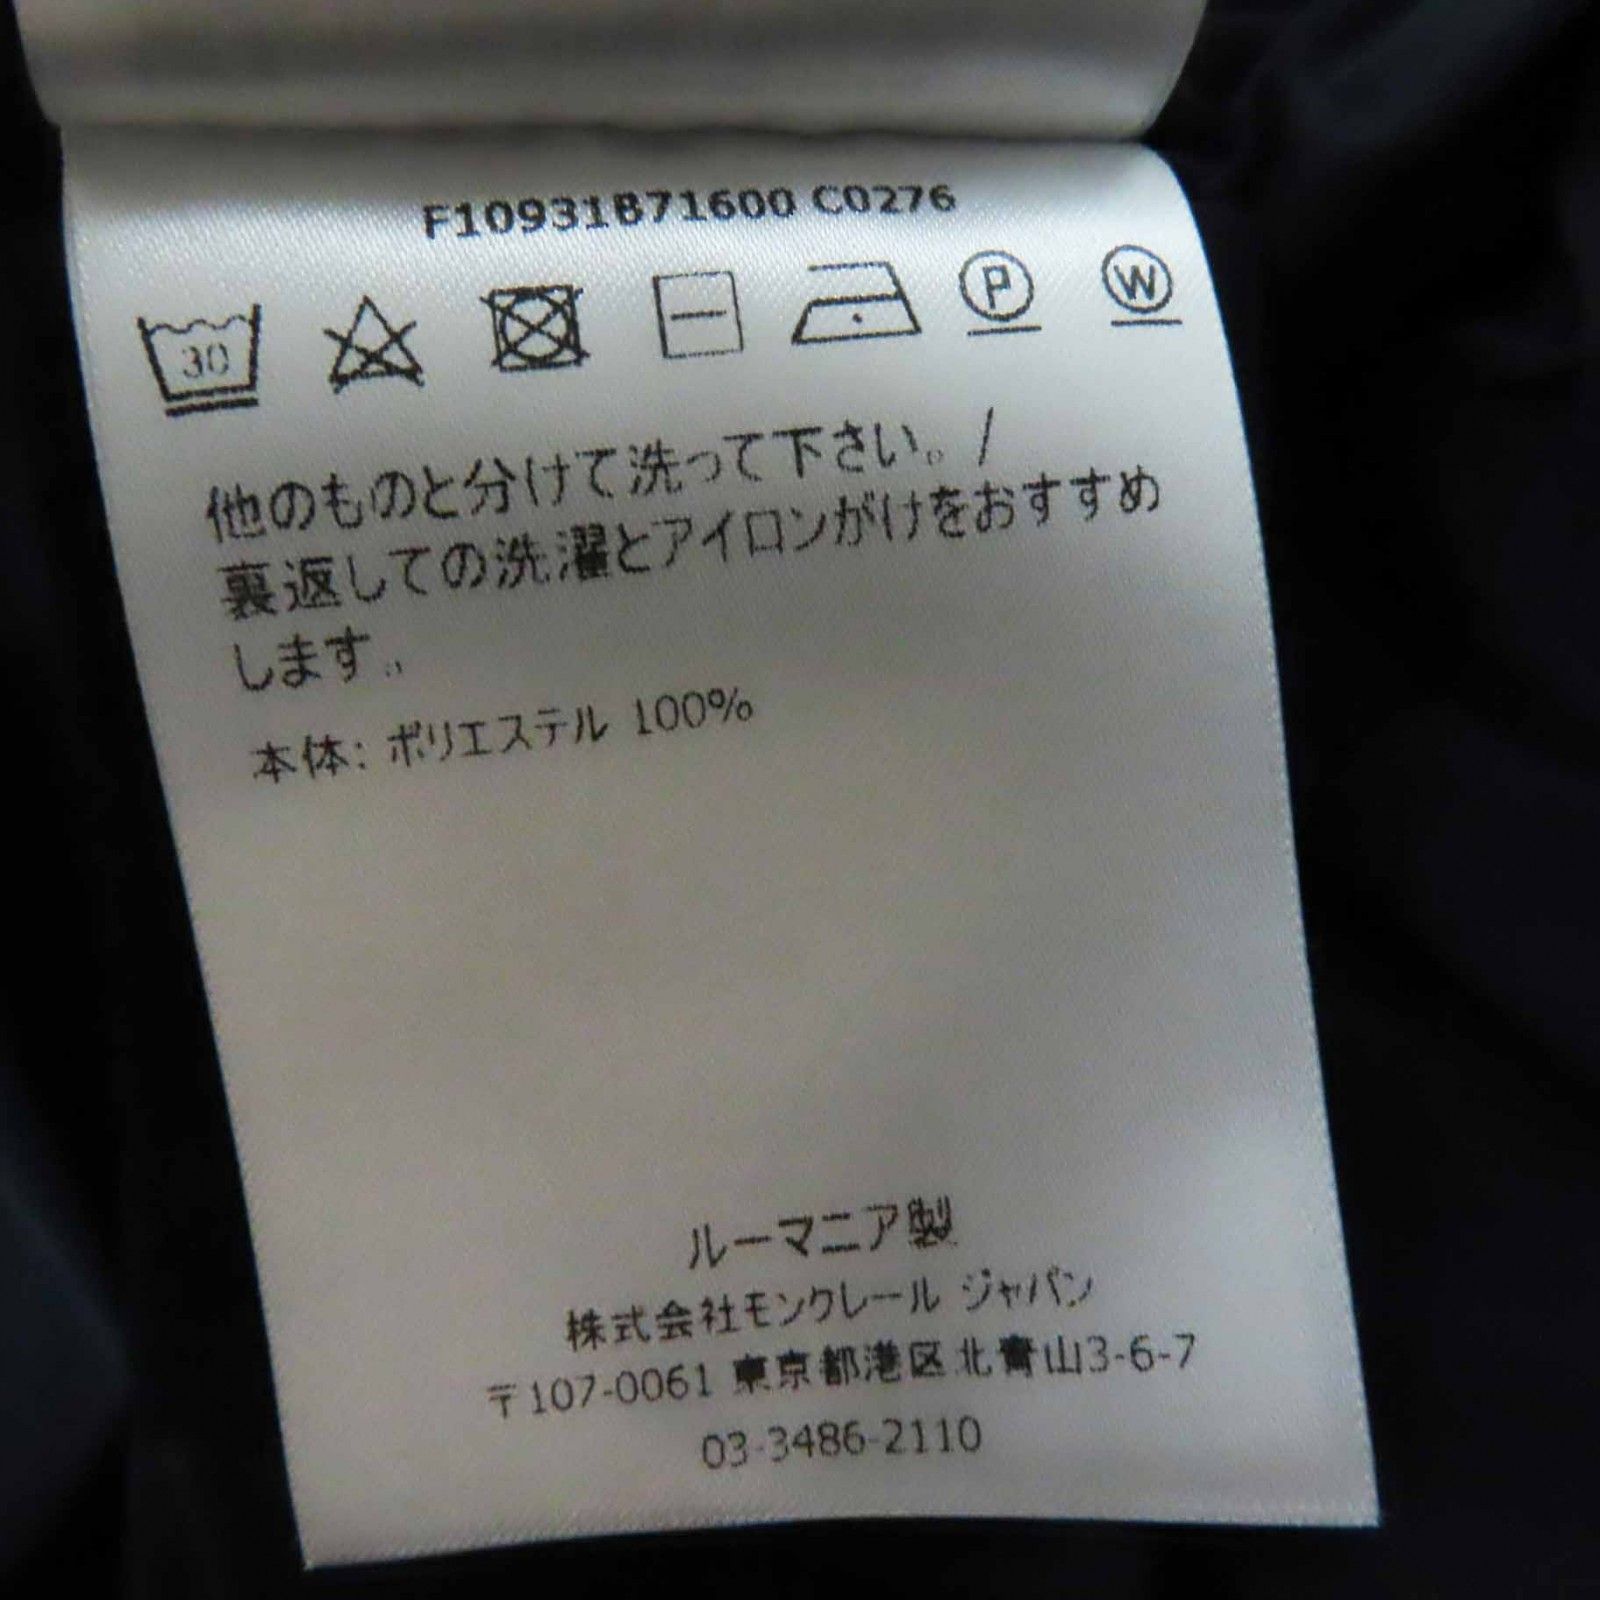 F10931B71600 C0276
30
P
W
他のものと分けて洗って下さい。/
裏返しての洗濯とアイロンがけをおすすめ
します。
本体: ポリエステル 100%
ルーマニア製
株式会社モンクレール ジャパン
〒107-0061 東京都港区北青山3-6-7
03-3486-2110